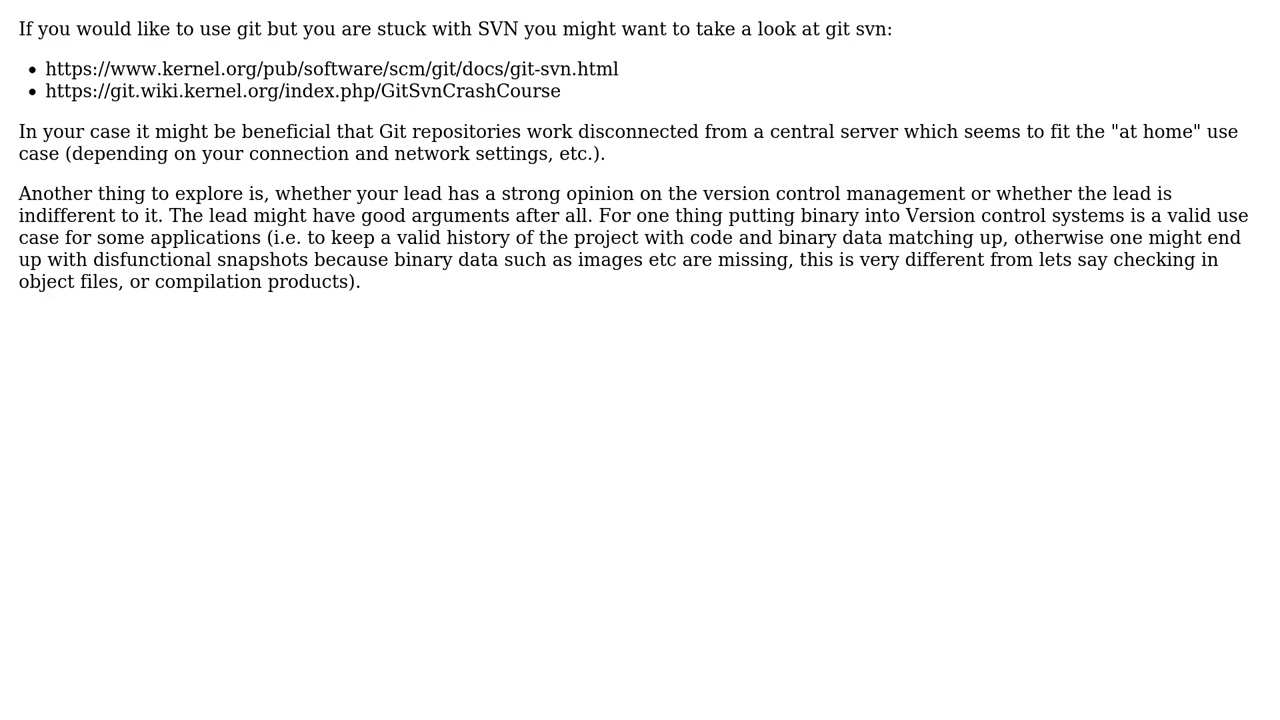 If you would like to use git but you are stuck with SVN you might want to take a look at git svn:
https://www.kernel.org/pub/software/scm/git/docs/git-svn.html
https://git.wiki.kernel.org/index.php/GitSvnCrashCourse
In your case it might be beneficial that Git repositories work disconnected from a central server which seems to fit the "at home" use
case (depending on your connection and network settings, etc.).
Another thing to explore is, whether your lead has a strong opinion on the version control management or whether the lead is
indifferent to it. The lead might have good arguments after all. For one thing putting binary into Version control systems is a valid use
case for some applications (i.e. to keep a valid history of the project with code and binary data matching up, otherwise one might end
up with disfunctional snapshots because binary data such as images etc are missing, this is very different from lets say checking in
object files, or compilation products).